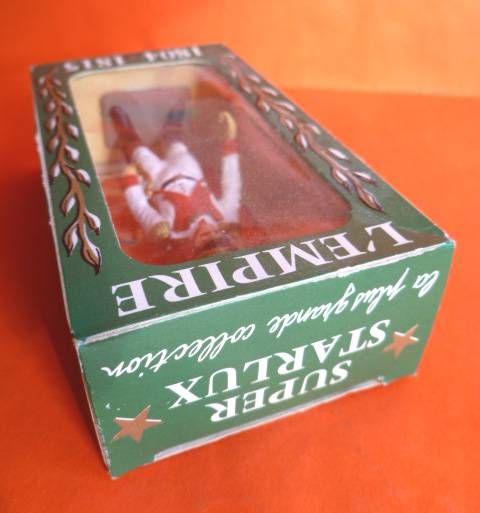 1804 1815
L'EMPIRE
la plus grande collection
SUPER
STARLUX